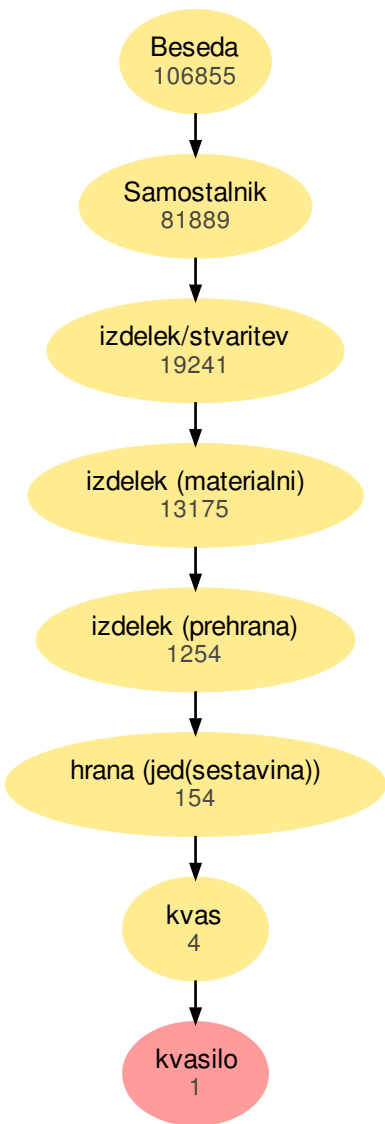 Beseda
106855
Samostalnik
81889
izdelek/stvaritev
19241
izdelek (materialni)
13175
izdelek (prehrana)
1254
hrana (jed(sestavina))
154
kvas
4
kvasilo
1